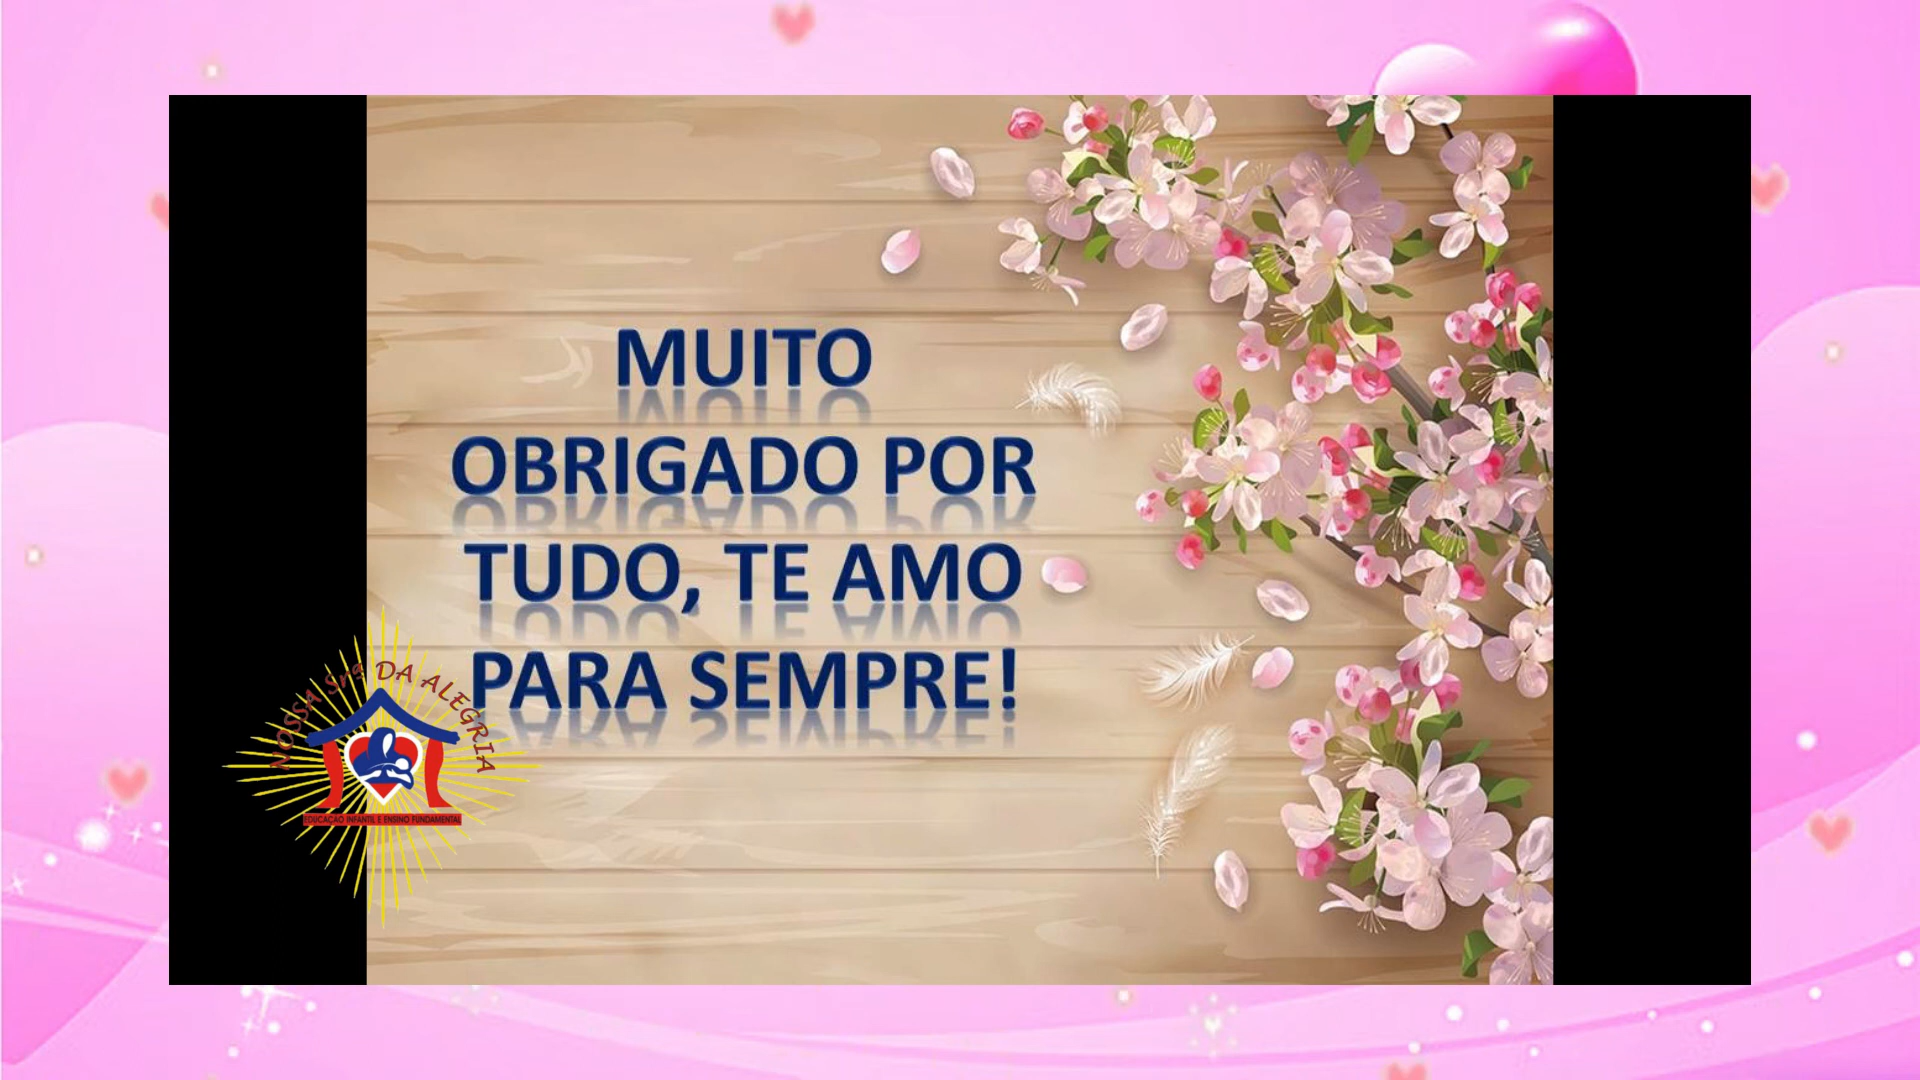 MUITO
OBRIGADO POR
TUDO, TE AMO
PARA SEMPRE!
NOSSA Srª DA ALEGRIA
EDUCAÇÃO INFANTIL E ENSINO FUNDAMENTAL